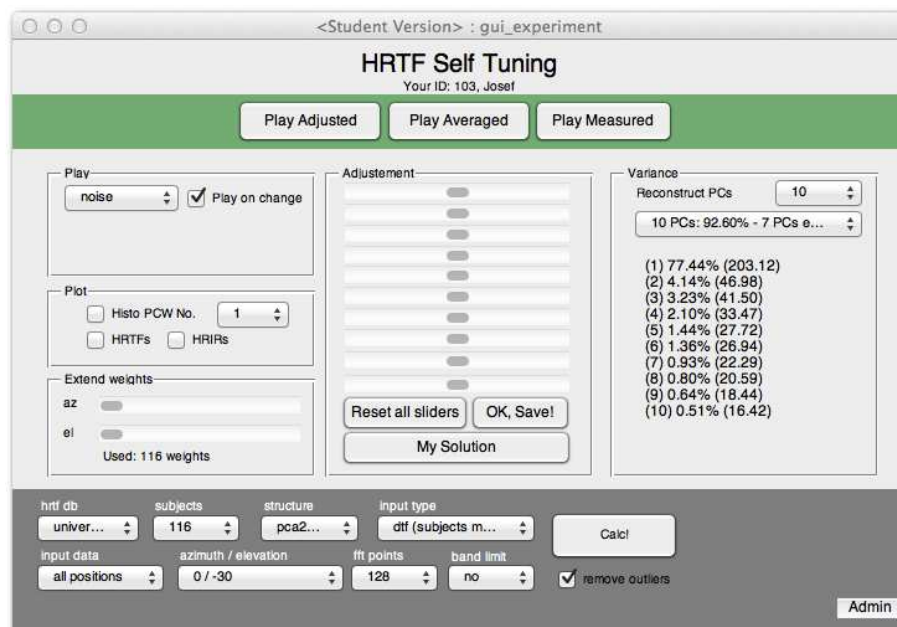 <Student Version> : gui_experiment
HRTF Self Tuning
Your ID: 103, Josef
Play Adjusted
Play Averaged
Play Measured
Play
noise
Play on change
Plot
Histo PCW No.
1
HRTFs
HRIRs
Extend weights
az
el
Used: 116 weights
Adjustement
Reset all sliders
OK, Save!
My Solution
Variance
Reconstruct PCs
10
10 PCs: 92.60% - 7 PCs e...
(1) 77.44% (203.12)
(2) 4.14% (46.98)
(3) 3.23% (41.50)
(4) 2.10% (33.47)
(5) 1.44% (27.72)
(6) 1.36% (26.94)
(7) 0.93% (22.29)
(8) 0.80% (20.59)
(9) 0.64% (18.44)
(10) 0.51% (16.42)
hrtf db
subjects
structure
input type
univer...
116
pca2...
dtf (subjects m...
Calc!
input data
azimuth / elevation
fft points
band limit
all positions
0 / -30
128
no
remove outliers
Admin